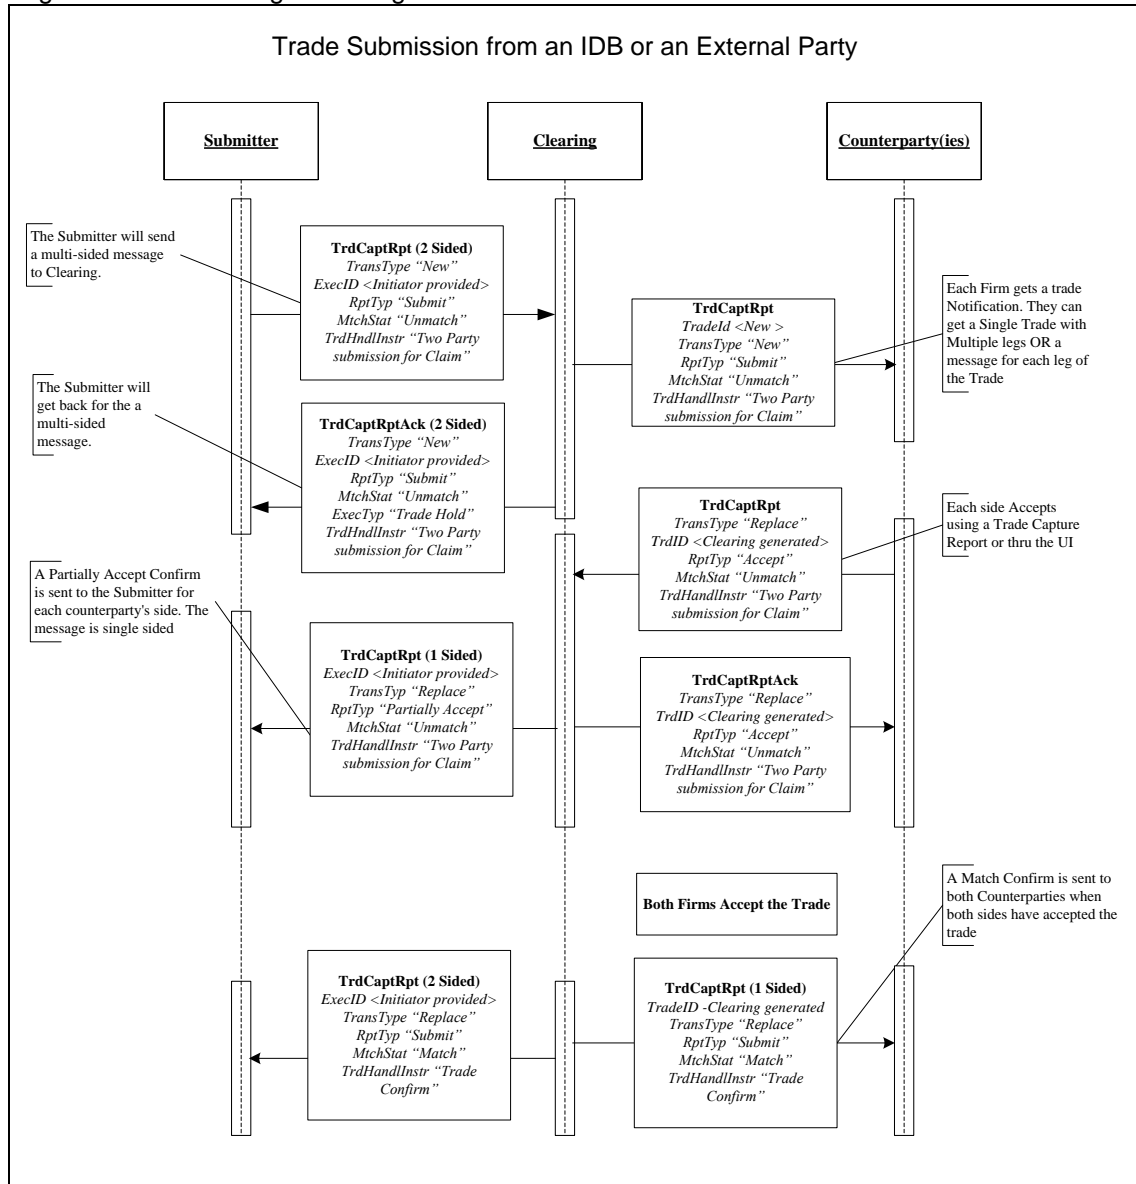 Trade Submission from an IDB or an External Party
Submitter
Clearing
Counterparty(ies)
The Submitter will send
a multi-sided message
to Clearing.
TrdCaptRpt (2 Sided)
TransType “New”
ExecID <Initiator provided>
RptTyp “Submit”
MtchStat “Unmatch”
TrdHndlInstr “Two Party
submission for Claim”
TrdCaptRpt
TradeId <New >
TransType “New”
RptTyp “Submit”
MtchStat “Unmatch”
TrdHandlInstr “Two Party
submission for Claim”
Each Firm gets a trade
Notification. They can
get a Single Trade with
Multiple legs OR a
message for each leg of
the Trade
The Submitter will
get back for the a
multi-sided
message.
TrdCaptRptAck (2 Sided)
TransType “New”
ExecID <Initiator provided>
RptTyp “Submit”
MtchStat “Unmatch”
ExecTyp “Trade Hold”
TrdHndlInstr “Two Party
submission for Claim”
TrdCaptRpt
TransType “Replace”
TrdID <Clearing generated>
RptTyp “Accept”
MtchStat “Unmatch”
TrdHandlInstr “Two Party
submission for Claim”
Each side Accepts
using a Trade Capture
Report or thru the UI
A Partially Accept Confirm
is sent to the Submitter for
each counterparty's side. The
message is single sided
TrdCaptRpt (1 Sided)
ExecID <Initiator provided>
TransTyp “Replace”
RptTyp “Partially Accept”
MtchStat “Unmatch”
TrdHandlInstr “Two Party
submission for Claim”
TrdCaptRptAck
TransType “Replace”
TrdID <Clearing generated>
RptTyp “Accept”
MtchStat “Unmatch”
TrdHandlInstr “Two Party
submission for Claim”
Both Firms Accept the Trade
A Match Confirm is sent to
both Counterparties when
both sides have accepted the
trade
TrdCaptRpt (2 Sided)
ExecID <Initiator provided>
TransType “Replace”
RptTyp “Submit”
MtchStat “Match”
TrdHandlInstr “Trade
Confirm”
TrdCaptRpt (1 Sided)
TradeID -Clearing generated
TransType “Replace”
RptTyp “Submit”
MtchStat “Match”
TrdHandlInstr “Trade
Confirm”